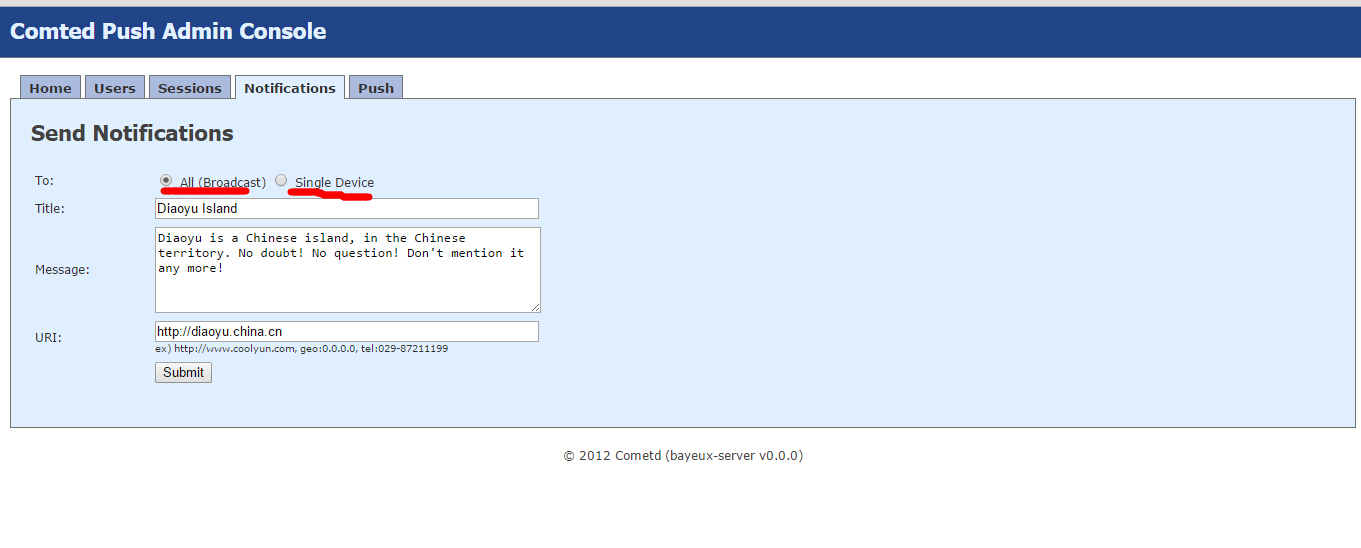 Comted Push Admin Console
Home Users Sessions Notifications Push
Send Notifications
To: All (Broadcast) Single Device
Title: Diaoyu Island
Message:
Diaoyu is a Chinese island, in the Chinese
territory. No doubt! No question! Don't mention it
any more!
URI: http://diaoyu.china.cn
ex) http://www.coolyun.com, geo:0.0.0.0, tel:029-87211199
Submit
© 2012 Cometd (bayeux-server v0.0.0)